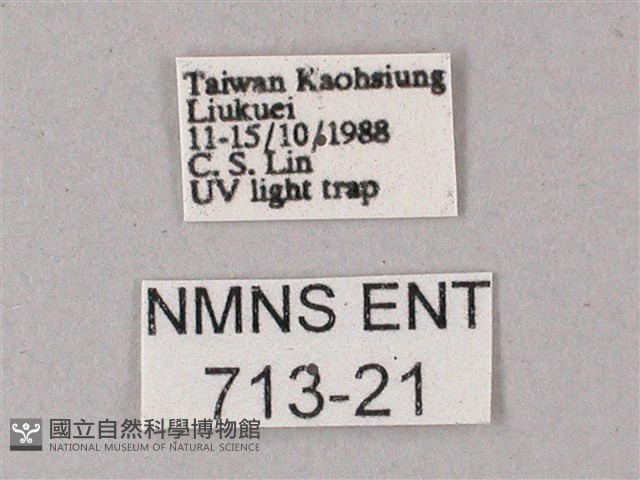 Taiwan Kaohsiung
Liukuei
11-15/10/1988
C. S. Lin
UV light trap
NMNS ENT
713-21
國立自然科學博物館
NATIONAL MUSEUM OF NATURAL SCIENCE